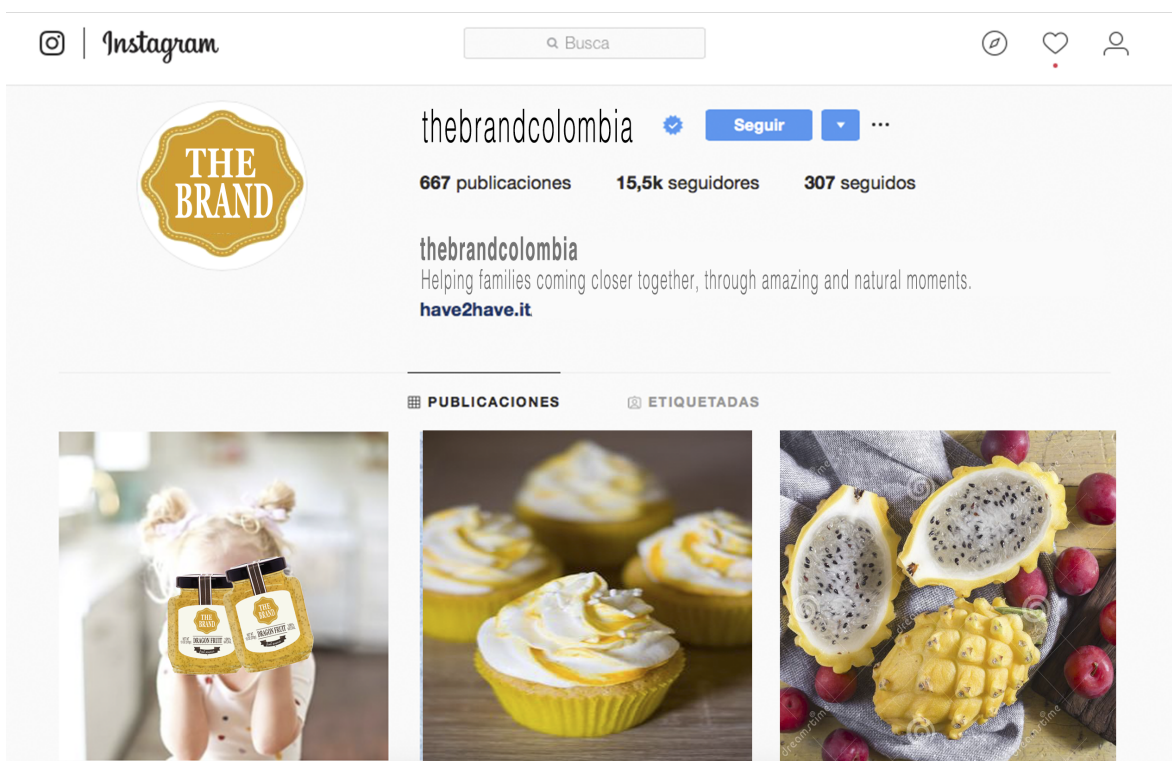 Instagram
Busca
THE
BRAND
thebrandcolombia
Seguir
667 publicaciones 15,5k seguidores 307 seguidos
thebrandcolombia
Helping families coming closer together, through amazing and natural moments.
have2have.it
PUBLICACIONES ETIQUETADAS
THE
BRAND
DRAGON FRUIT
THE
BRAND
DRAGON FRUIT
dreamstime